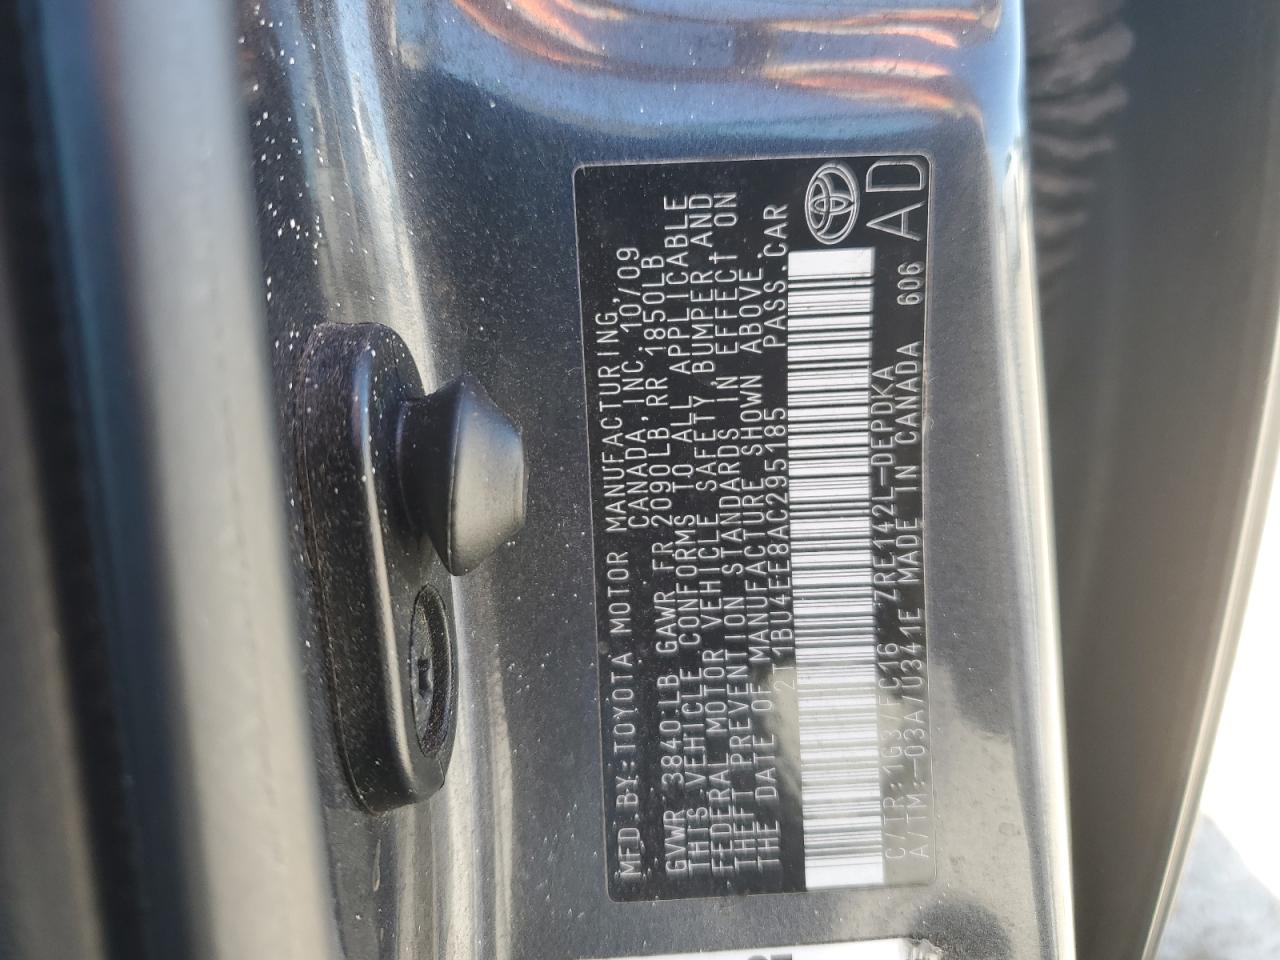 MFD.BY:TOYOTA MOTOR MANUFACTURING,
CANADA, INC. 10/09
GVWR 3840LB GAWR FR 2090LB, RR 1850LB
THIS VEHICLE CONFORMS TO ALL APPLICABLE
FEDERAL MOTOR VEHICLE SAFETY, BUMPER, AND
THEFT PREVENTION STANDARDS IN EFFECT ON
THE DATE OF MANUFACTURE SHOWN ABOVE.
2T1BU4EE8AC295185 PASS.CAR
C/TR:1G3/FC16 ZRE142L-DEPDKA
A/TM:-03A/U341E MADE IN CANADA 606
AD